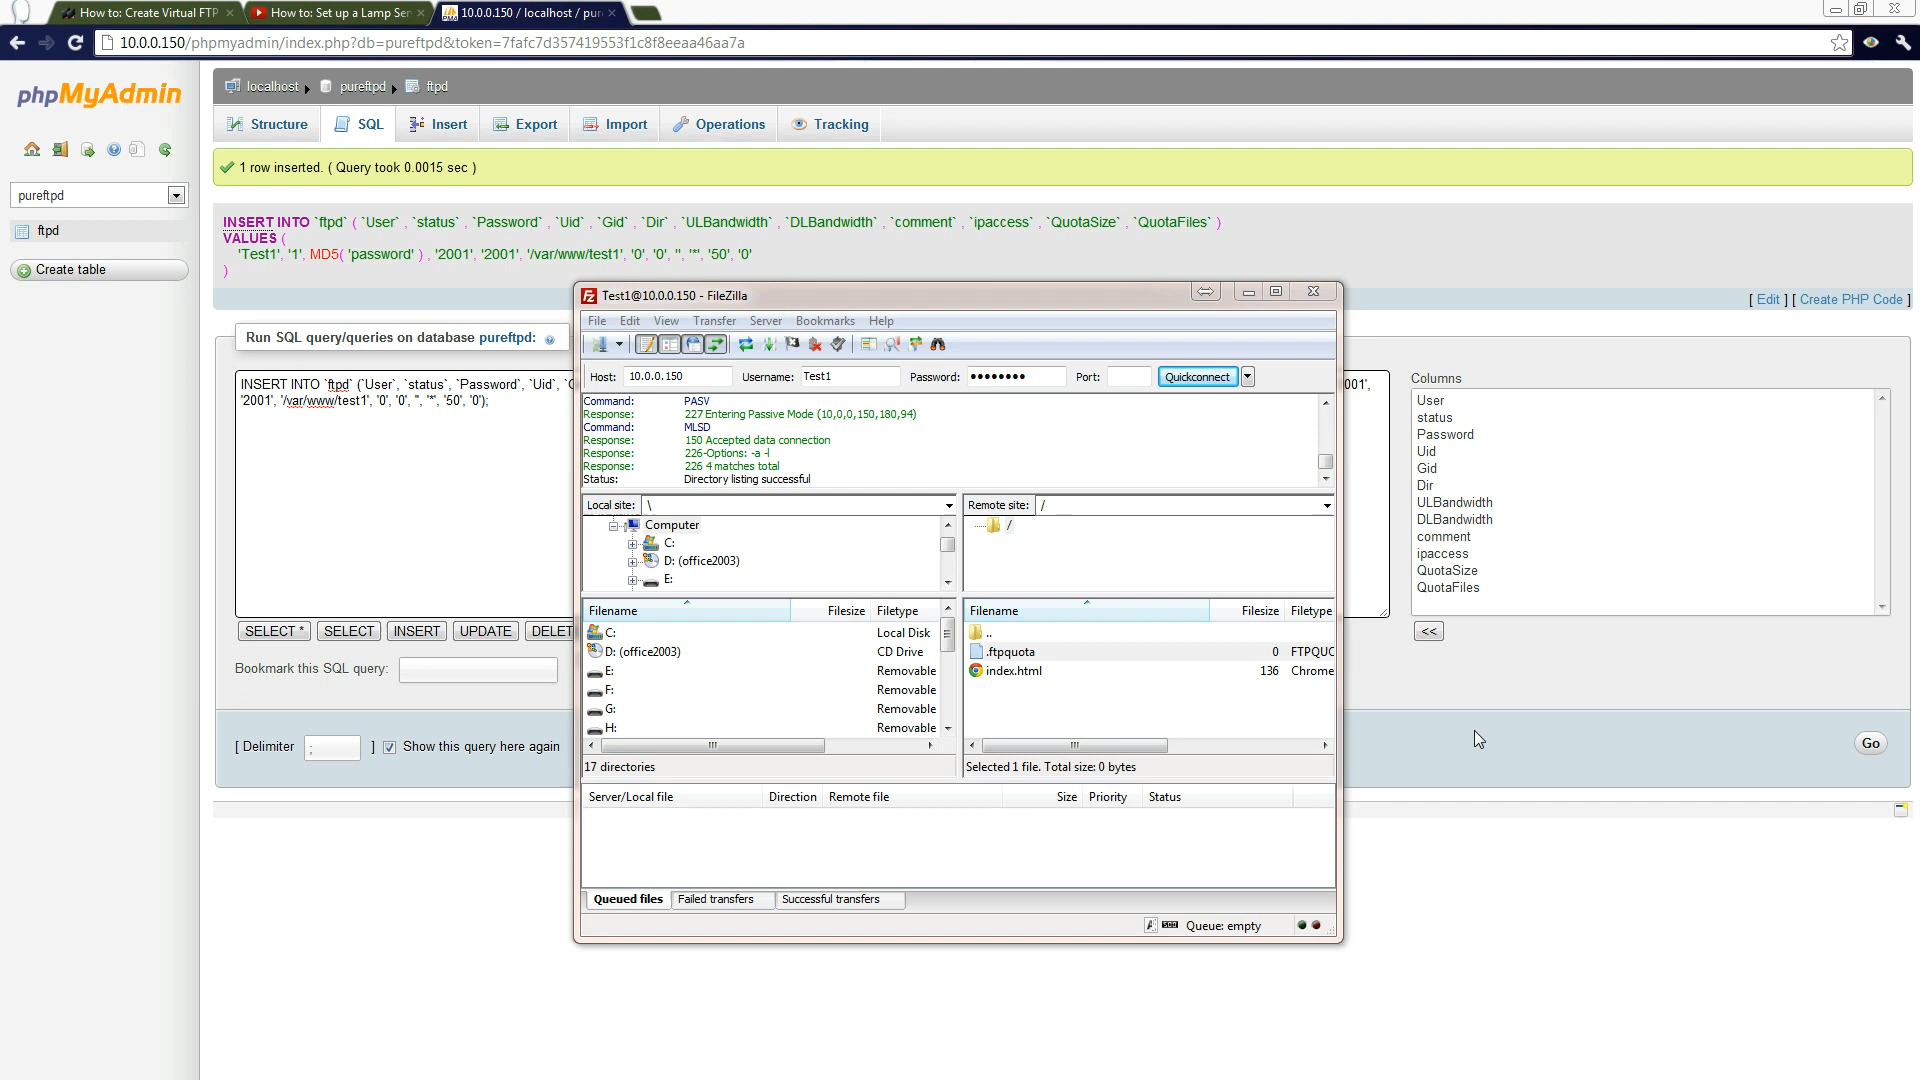 How to: Create Virtual FTP
How to: Set up a Lamp Ser
10.0.0.150 / localhost / pur
10.0.0.150/phpmyadmin/index.php?db=pureftpd&token=7fafc7d357419553f1c8f8eeaa46aa7a
phpMyAdmin
localhost pureftpd ftpd
Structure SQL Insert Export Import Operations Tracking
1 row inserted. ( Query took 0.0015 sec )
pureftpd
ftpd
Create table
INSERT INTO `ftpd` ( `User` , `status` , `Password` , `Uid` , `Gid` , `Dir` , `ULBandwidth` , `DLBandwidth` , `comment` , `ipaccess` , `QuotaSize` , `QuotaFiles` )
VALUES (
'Test1', '1', MD5( 'password' ) , '2001', '2001', '/var/www/test1', '0', '0', '', '*', '50', '0'
)
[ Edit ] [ Create PHP Code ]
Run SQL query/queries on database pureftpd:
INSERT INTO `ftpd` (`User`, `status`, `Password`, `Uid`,
001',
'2001', '/var/www/test1', '0', '0', '', '*', '50', '0');
Columns
User
status
Password
Uid
Gid
Dir
ULBandwidth
DLBandwidth
comment
ipaccess
QuotaSize
QuotaFiles
<<
SELECT * SELECT INSERT UPDATE DELET
Bookmark this SQL query:
[ Delimiter ; ] Show this query here again
Go
Test1@10.0.0.150 - FileZilla
File Edit View Transfer Server Bookmarks Help
Host: 10.0.0.150 Username: Test1 Password: ●●●●●●●● Port: Quickconnect
Command: PASV
Response: 227 Entering Passive Mode (10,0,0,150,180,94)
Command: MLSD
Response: 150 Accepted data connection
Response: 226-Options: -a -l
Response: 226 4 matches total
Status: Directory listing successful
Local site: \
Computer
C:
D: (office2003)
E:
Remote site: /
/
Filename Filesize Filetype
C: Local Disk
D: (office2003) CD Drive
E: Removable
F: Removable
G: Removable
H: Removable
17 directories
Filename Filesize Filetype
..
.ftpquota 0 FTPQUC
index.html 136 Chrome
Selected 1 file. Total size: 0 bytes
Server/Local file Direction Remote file Size Priority Status
Queued files Failed transfers Successful transfers
Queue: empty